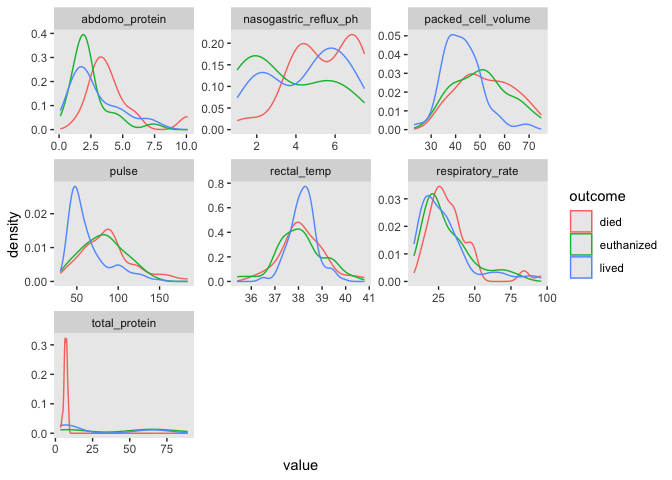 abdomo_protein nasogastric_reflux_ph packed_cell_volume
0.4 0.3 0.2 0.1 0.0
0.20 0.15 0.10 0.05 0.00
0.05 0.04 0.03 0.02 0.01 0.00
0.1 2.5 5.0 7.5 10.0
2 4 6
30 40 50 60 70
pulse rectal_temp respiratory_rate
0.02 0.01 0.00
0.8 0.6 0.4 0.2 0.0
0.03 0.02 0.01 0.00
50 100 150
36 37 38 39 40 41
25 50 75 100
total_protein
0.3 0.2 0.1 0.0
0 25 50 75
density
value
outcome
died
euthanized
lived